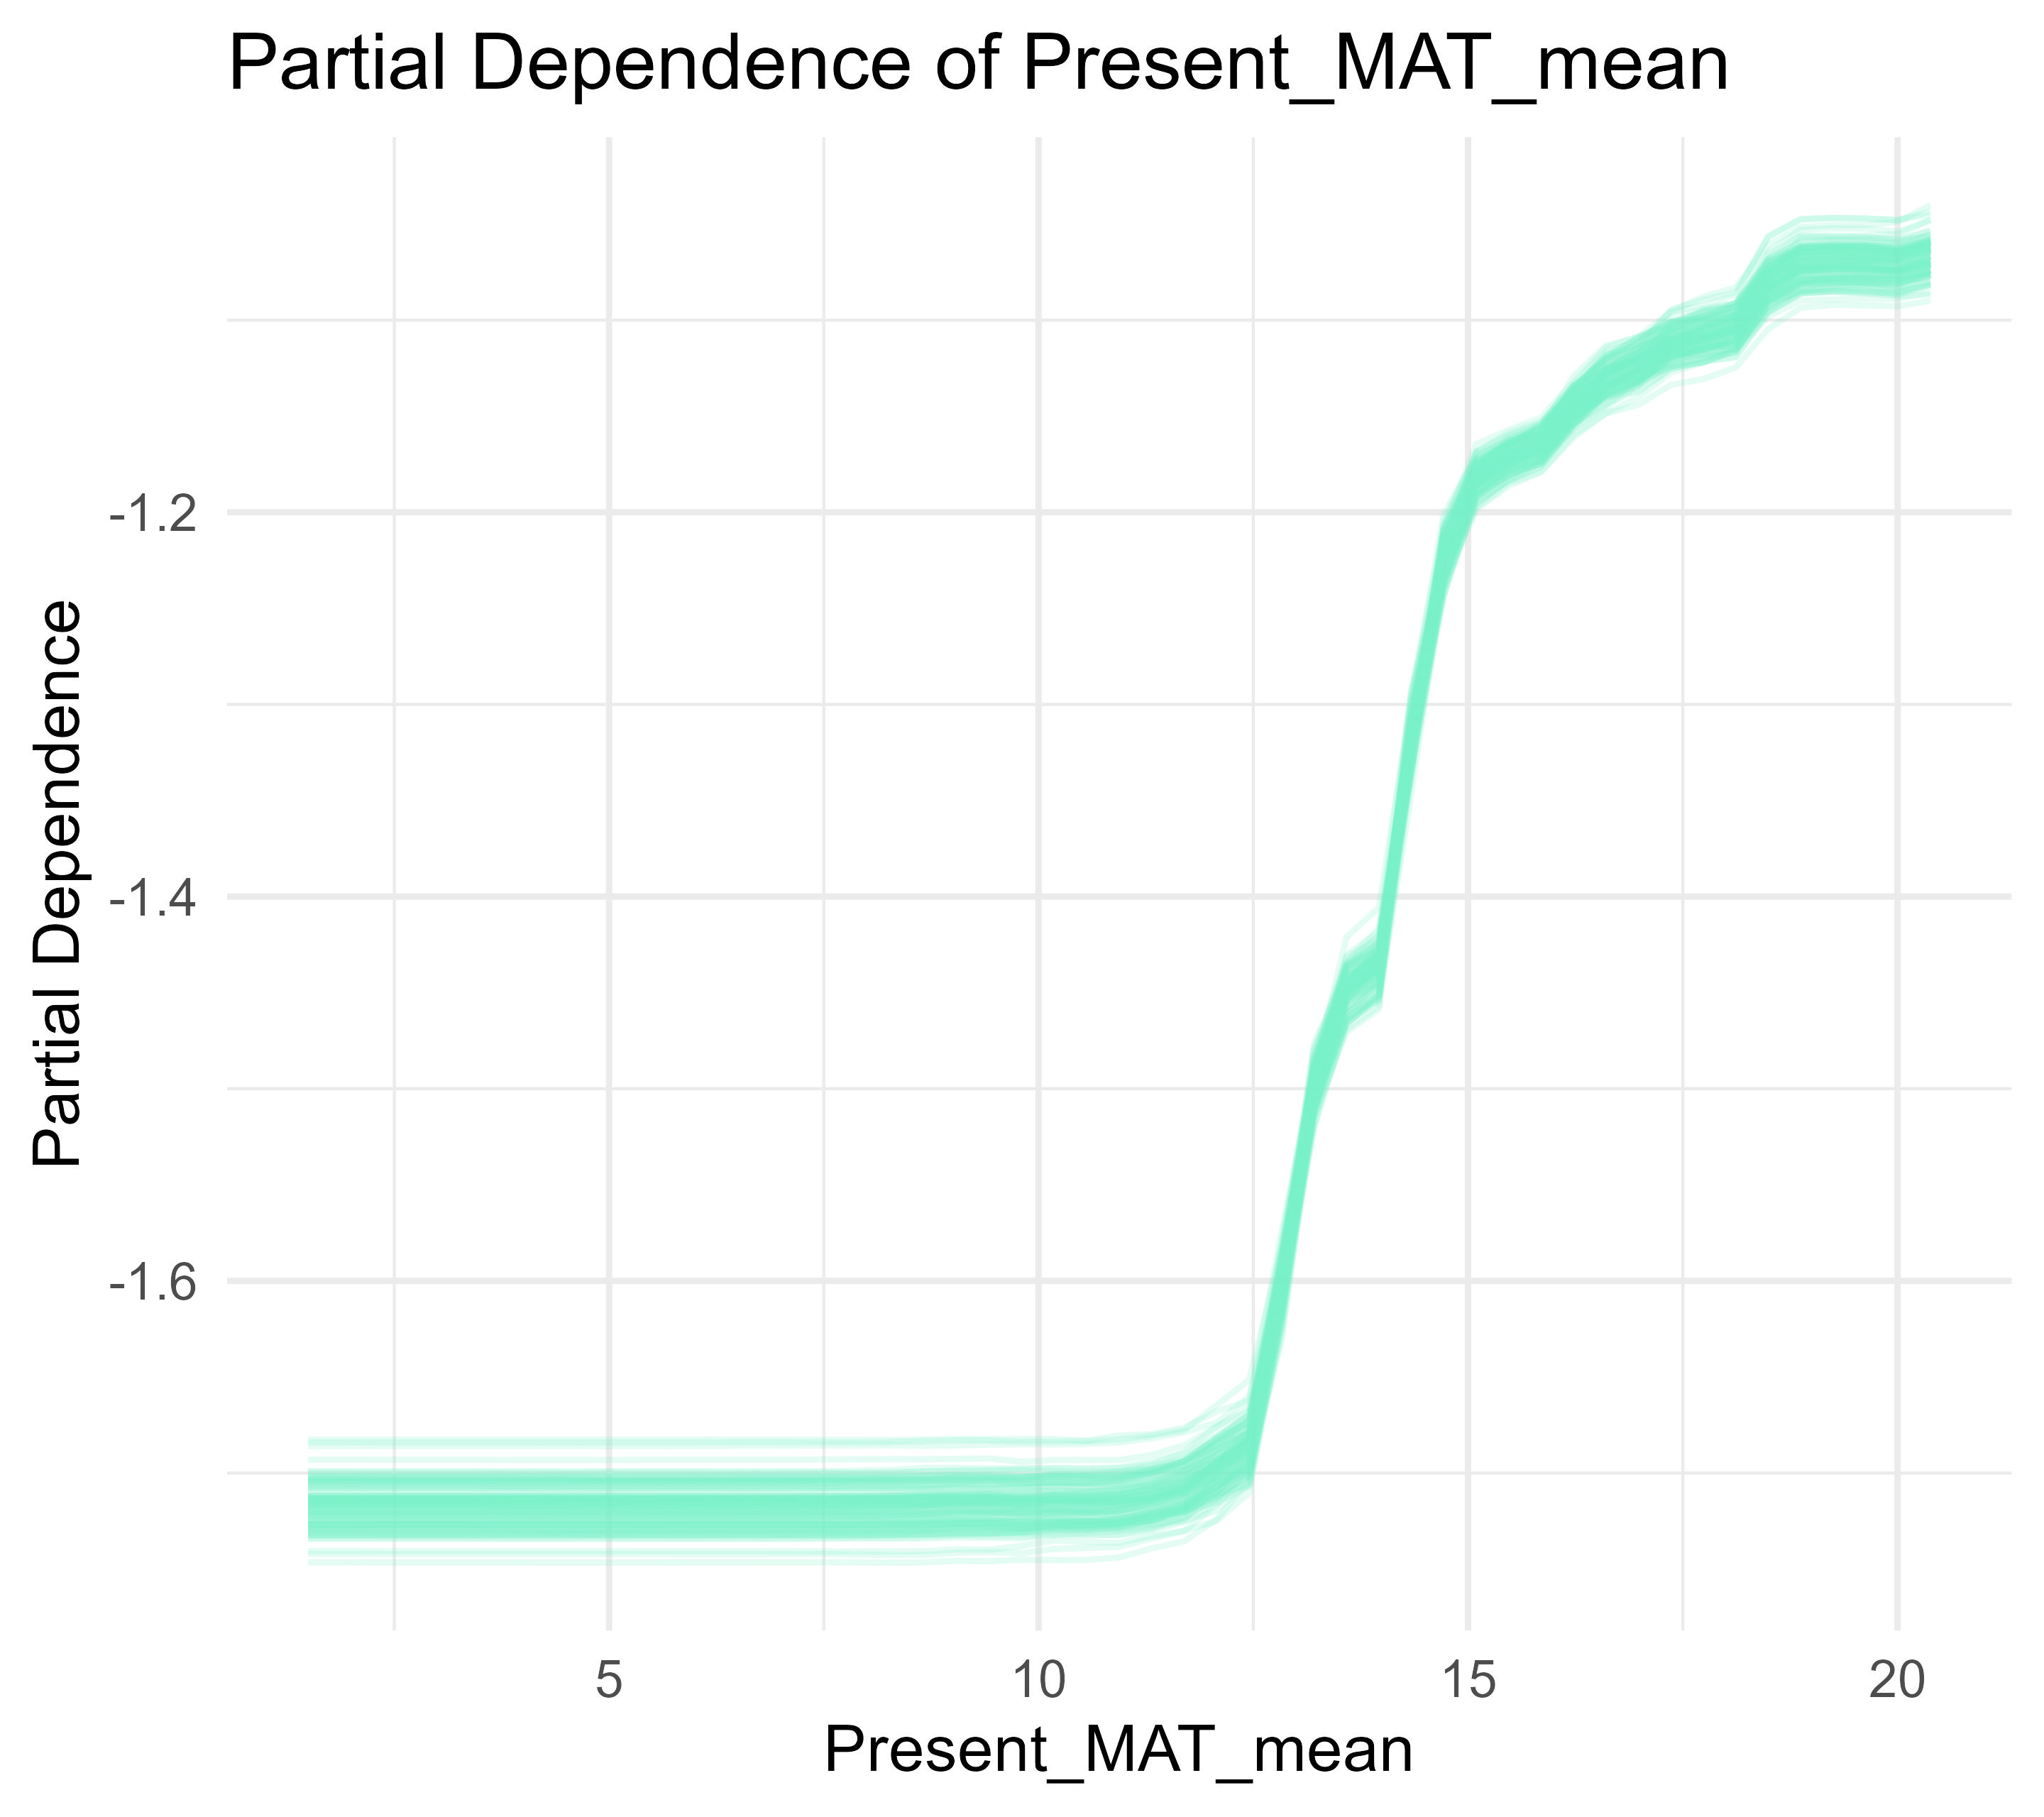 Partial Dependence of Present_MAT_mean
Partial Dependence
-1.2
-1.4
-1.6
5 10 15 20
Present_MAT_mean